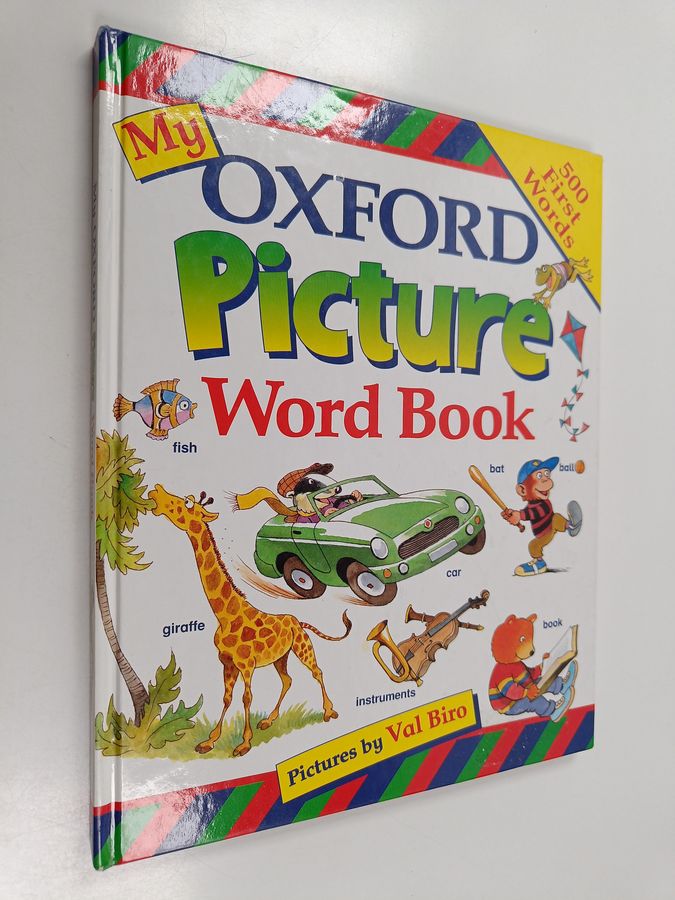 My
OXFORD
Picture
Word Book
500
First
Words
fish
bat
ball
car
giraffe
book
instruments
Pictures by Val Biro